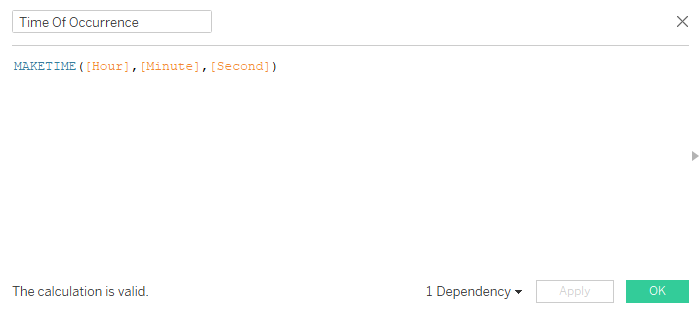 Time Of Occurrence
MAKETIME([Hour],[Minute],[Second])
The calculation is valid.
1 Dependency
Apply
OK